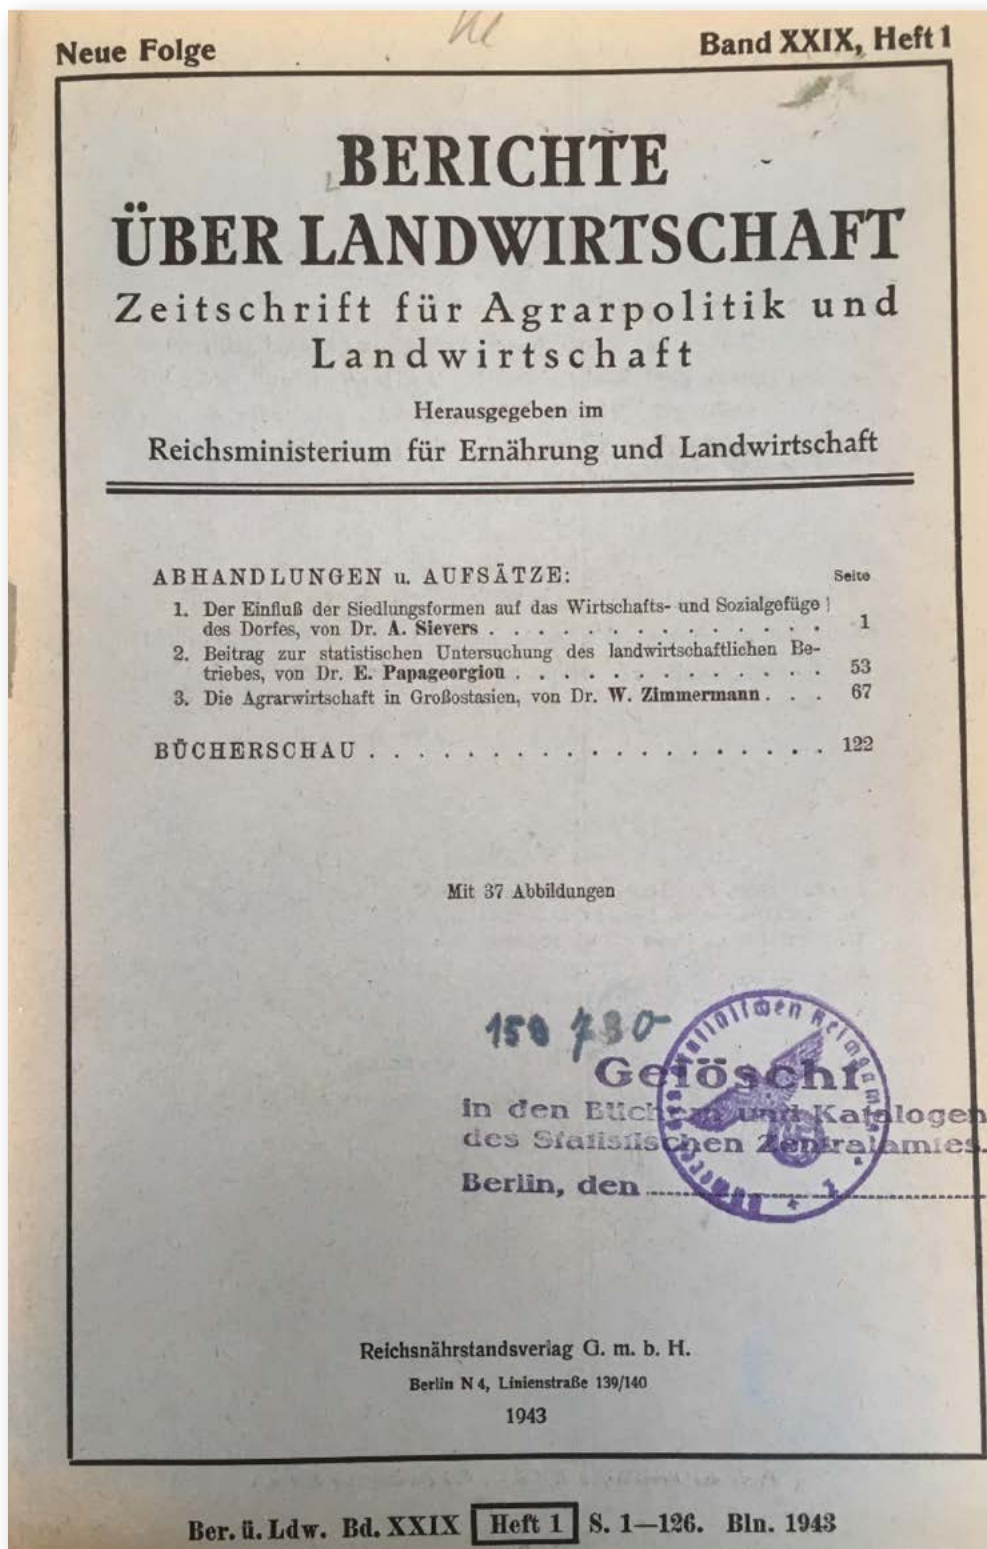 Neue Folge
Band XXIX, Heft 1
BERICHTE
ÜBER LANDWIRTSCHAFT
Zeitschrift für Agrarpolitik und
Landwirtschaft
Herausgegeben im
Reichsministerium für Ernährung und Landwirtschaft
ABHANDLUNGEN u. AUFSÄTZE:
Seite
1. Der Einfluß der Siedlungsformen auf das Wirtschafts- und Sozialgefüge
des Dorfes, von Dr. A. Sievers . . . . . . . . . . . . . . 1
2. Beitrag zur statistischen Untersuchung des landwirtschaftlichen Be-
triebes, von Dr. E. Papageorgiou . . . . . . . . . . . . . 53
3. Die Agrarwirtschaft in Großostasien, von Dr. W. Zimmermann . . . 67
BÜCHERSCHAU . . . . . . . . . . . . . . . . . . . 122
Mit 37 Abbildungen
Gelöscht
in den Büchern und Katalogen
des Statistischen Zentralamtes.
Berlin, den
Reichsnährstandsverlag G. m. b. H.
Berlin N 4, Linienstraße 139/140
1943
Ber. ü. Ldw. Bd. XXIX Heft 1 S. 1—126. Bln. 1943